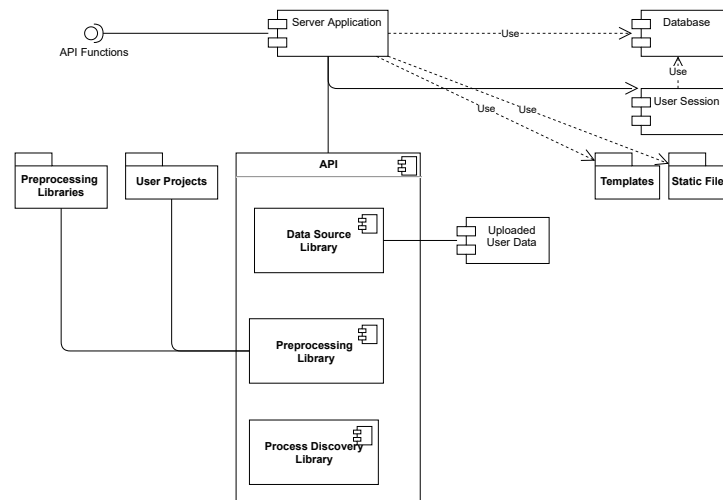 Server Application
Database
API Functions
Use
Use
User Session
Use
Use
API
Preprocessing
Libraries
User Projects
Templates
Static File
Data Source
Library
Uploaded
User Data
Preprocessing
Library
Process Discovery
Library